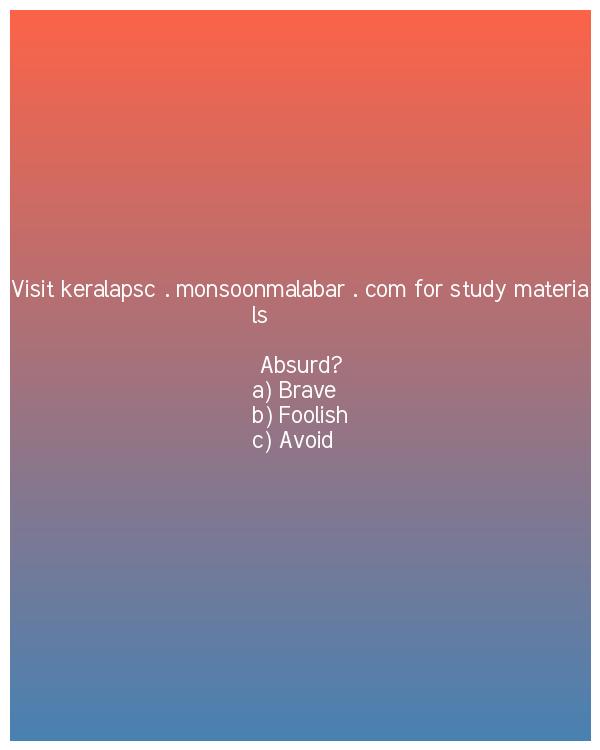 Visit keralapsc . monsoonmalabar . com for study materia
ls
Absurd?
a) Brave
b) Foolish
c) Avoid